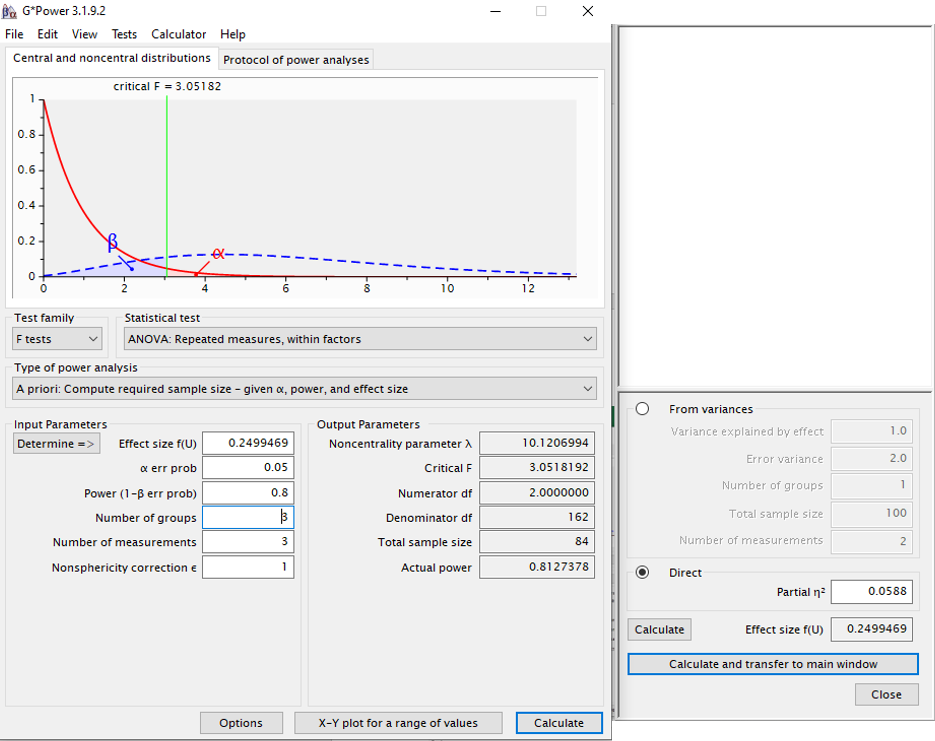 G*Power 3.1.9.2
File Edit View Tests Calculator Help
Central and noncentral distributions Protocol of power analyses
critical F = 3.05182
1
0.8
0.6
0.4
0.2
0
β
α
0 2 4 6 8 10 12
Test family
F tests
Statistical test
ANOVA: Repeated measures, within factors
Type of power analysis
A priori: Compute required sample size – given α, power, and effect size
Input Parameters
Determine =>
Effect size f(U) 0.2499469
α err prob 0.05
Power (1-β err prob) 0.8
Number of groups 3
Number of measurements 3
Nonsphericity correction ϵ 1
Output Parameters
Noncentrality parameter λ 10.1206994
Critical F 3.0518192
Numerator df 2.0000000
Denominator df 162
Total sample size 84
Actual power 0.8127378
Options
X-Y plot for a range of values
Calculate
From variances
Variance explained by effect 1.0
Error variance 2.0
Number of groups 1
Total sample size 100
Number of measurements 2
Direct
Partial η² 0.0588
Calculate Effect size f(U) 0.2499469
Calculate and transfer to main window
Close